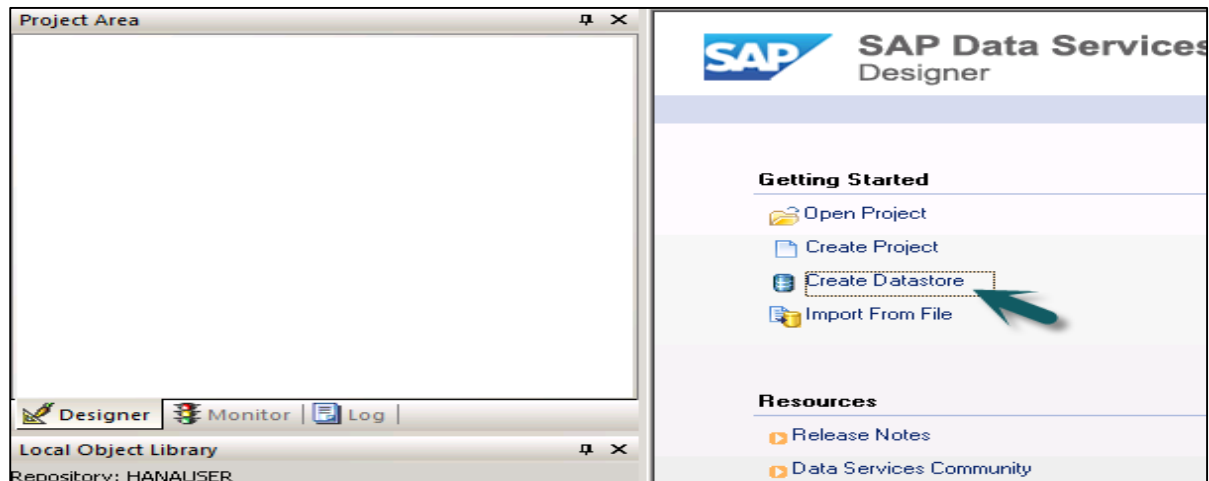 Project Area
Designer
Monitor
Log
Local Object Library
Repository: HANAUSER
SAP
SAP Data Services
Designer
Getting Started
Open Project
Create Project
Create Datastore
Import From File
Resources
Release Notes
Data Services Community